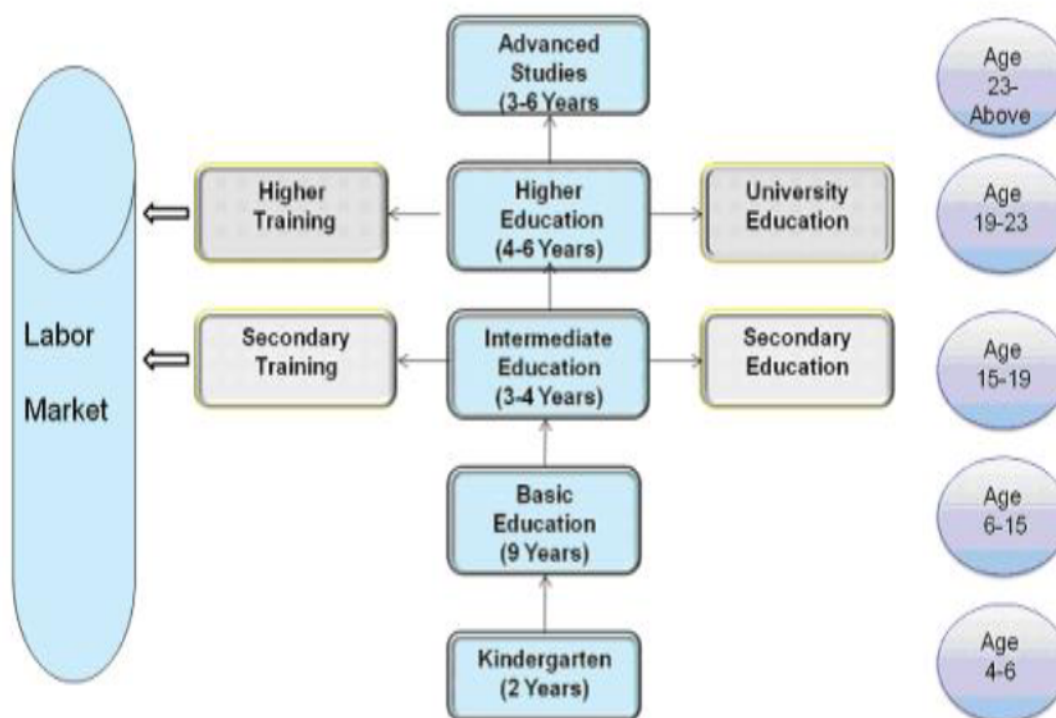 Advanced
Studies
(3-6 Years
Age
23-
Above
Higher
Training
Higher
Education
(4-6 Years)
University
Education
Age
19-23
Labor
Market
Secondary
Training
Intermediate
Education
(3-4 Years)
Secondary
Education
Age
15-19
Basic
Education
(9 Years)
Age
6-15
Kindergarten
(2 Years)
Age
4-6